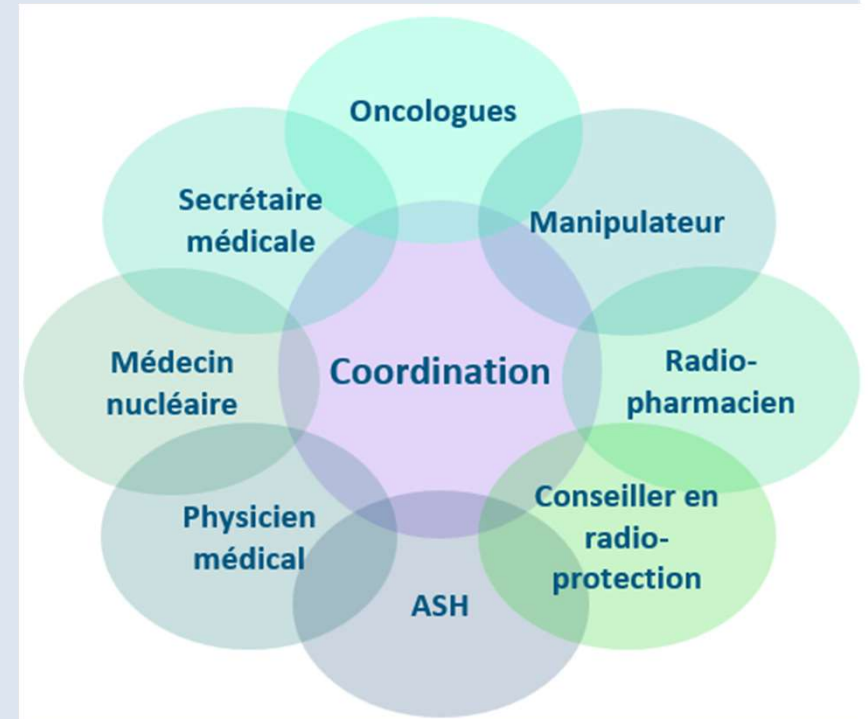 Oncologues
Secrétaire
médicale
Manipulateur
Médecin
nucléaire
Coordination
Radio-
pharmacien
Physicien
médical
Conseiller en
radio-
protection
ASH